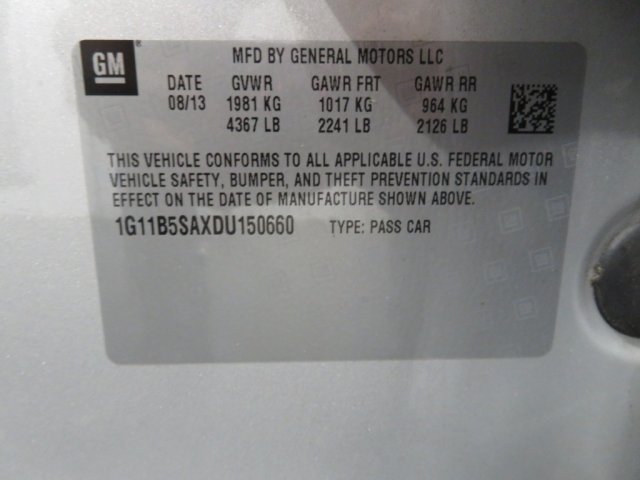 GM
MFD BY GENERAL MOTORS LLC
DATE GVWR GAWR FRT GAWR RR
08/13 1981 KG 1017 KG 964 KG
4367 LB 2241 LB 2126 LB
THIS VEHICLE CONFORMS TO ALL APPLICABLE U.S. FEDERAL MOTOR
VEHICLE SAFETY, BUMPER, AND THEFT PREVENTION STANDARDS IN
EFFECT ON THE DATE OF MANUFACTURE SHOWN ABOVE.
1G11B5SAXDU150660 TYPE: PASS CAR